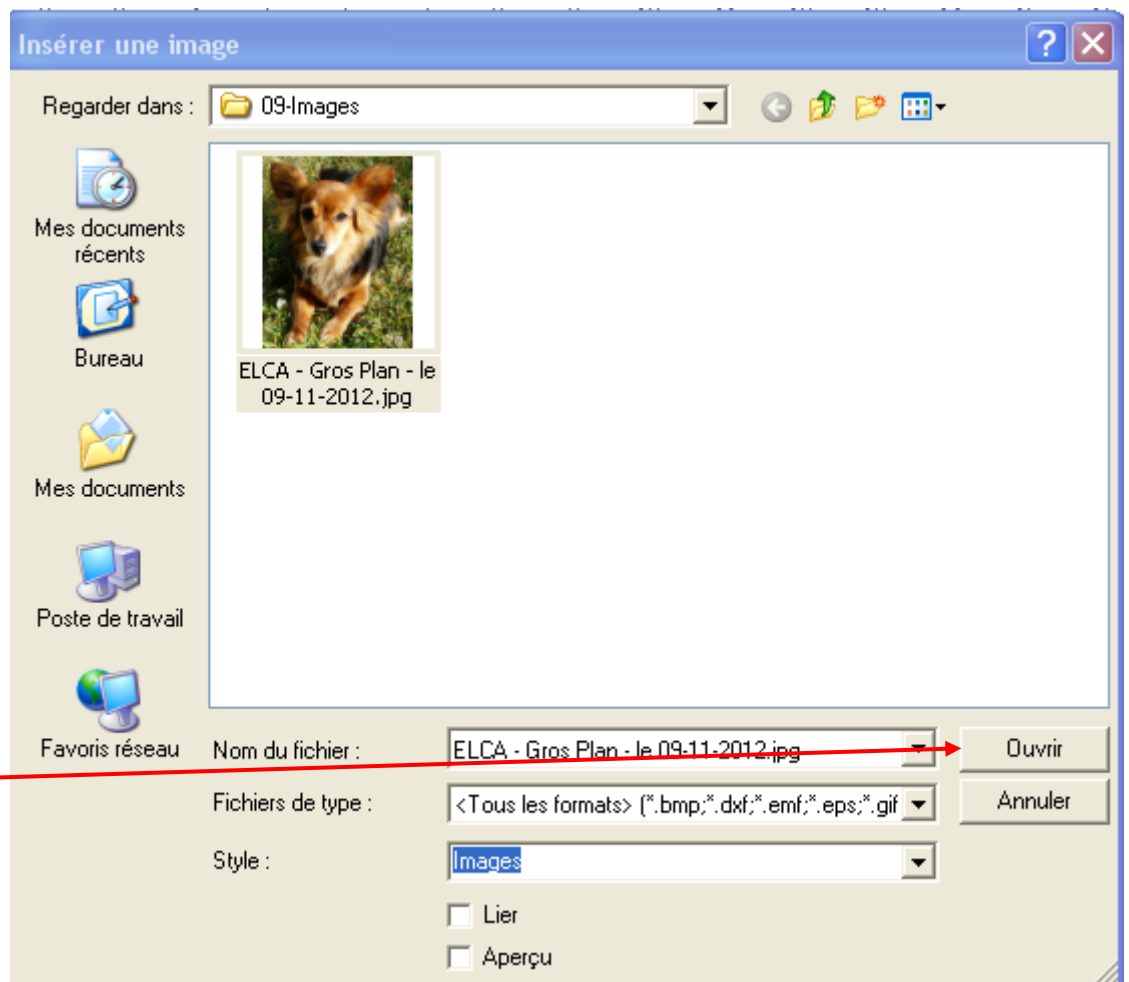 Insérer une image
Regarder dans :
09-Images
Mes documents
récents
Bureau
Mes documents
Poste de travail
Favoris réseau
ELCA - Gros Plan - le
09-11-2012.jpg
Nom du fichier :
ELCA - Gros Plan - le 09-11-2012.jpg
Ouvrir
Fichiers de type :
<Tous les formats> (*.bmp;*.dxf;*.emf;*.eps;*.gif
Annuler
Style :
Images
Lier
Aperçu